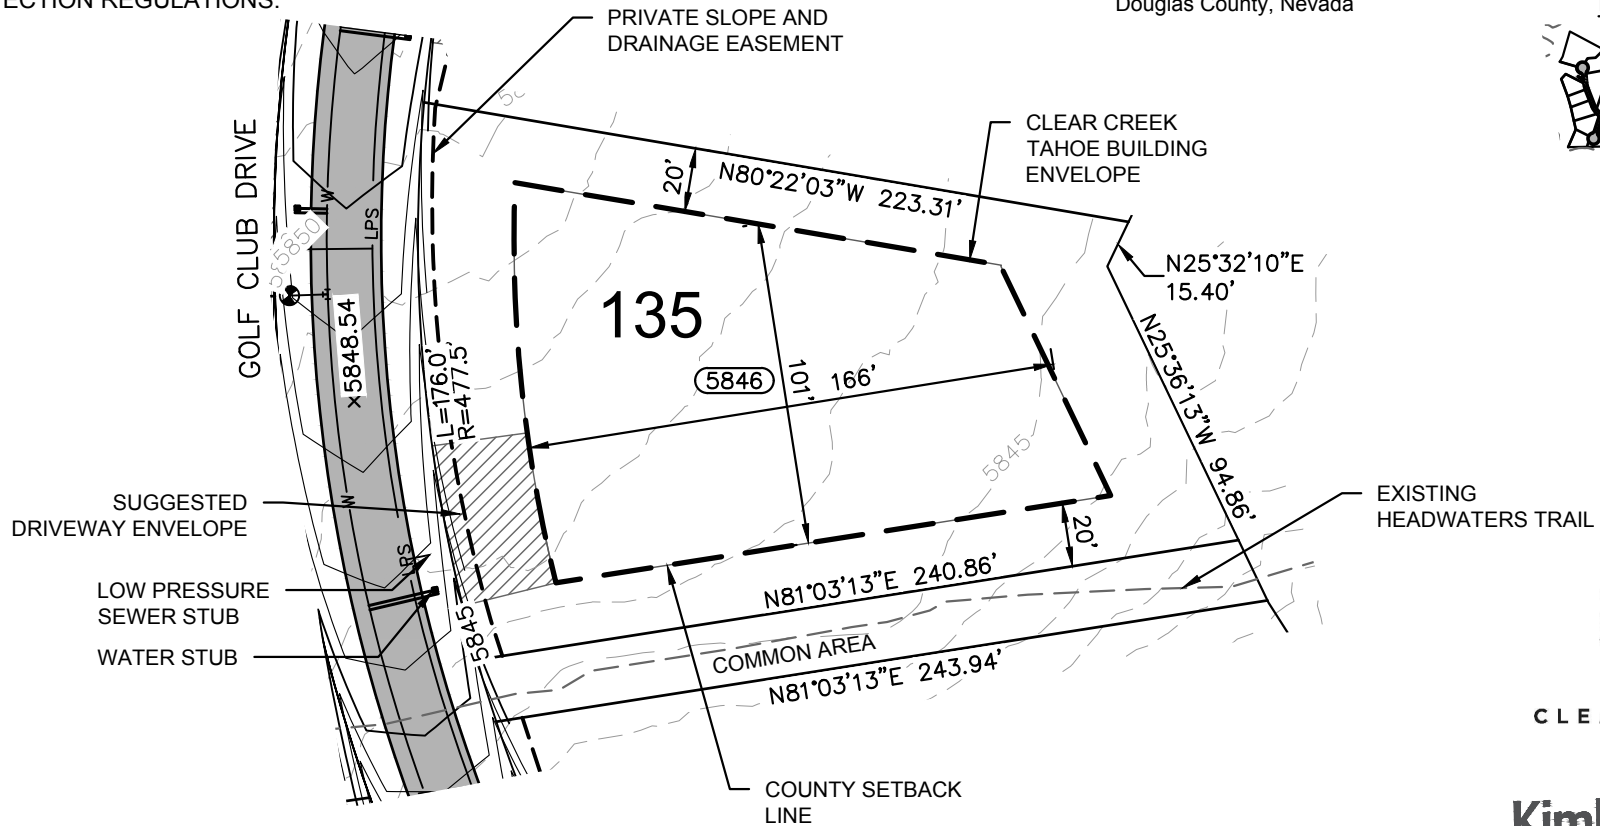 ECTION REGULATIONS.
Douglas County, Nevada
PRIVATE SLOPE AND
DRAINAGE EASEMENT
CLEAR CREEK
TAHOE BUILDING
ENVELOPE
GOLF CLUB DRIVE
W
LPS
5850
x5848.54
20'
N80°22'03"W 223.31'
N25°32'10"E
15.40'
135
5846
101'
166'
L=176.0'
R=477.5'
N25°36'13"W 94.86'
5845
SUGGESTED
DRIVEWAY ENVELOPE
W
LPS
LOW PRESSURE
SEWER STUB
WATER STUB
5845
20'
EXISTING
HEADWATERS TRAIL
N81°03'13"E 240.86'
COMMON AREA
N81°03'13"E 243.94'
COUNTY SETBACK
LINE
CLE
Kim